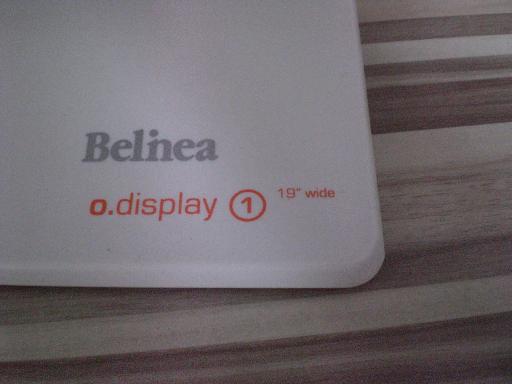 Belinea
o.display 1 19" wide